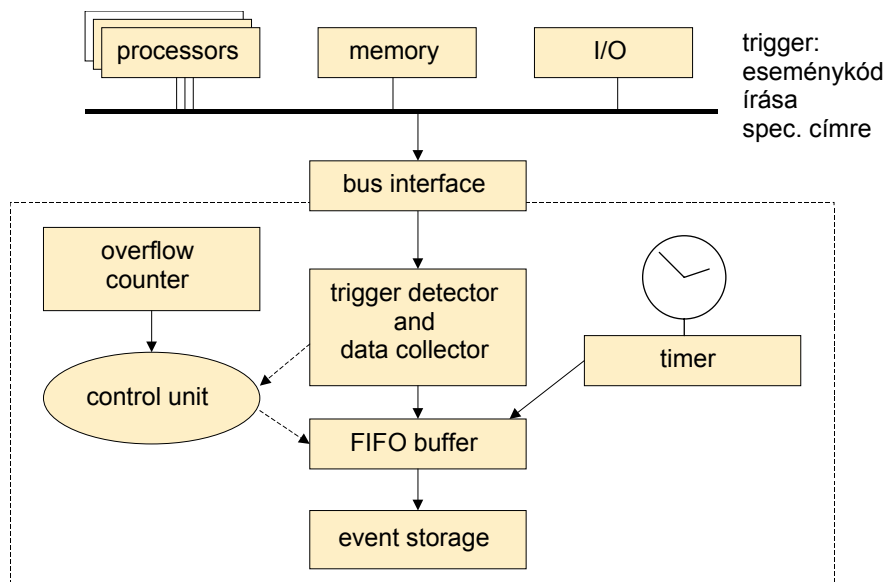 processors
memory
I/O
trigger:
eseménykód
írása
spec. címre
bus interface
overflow
counter
trigger detector
and
data collector
timer
control unit
FIFO buffer
event storage